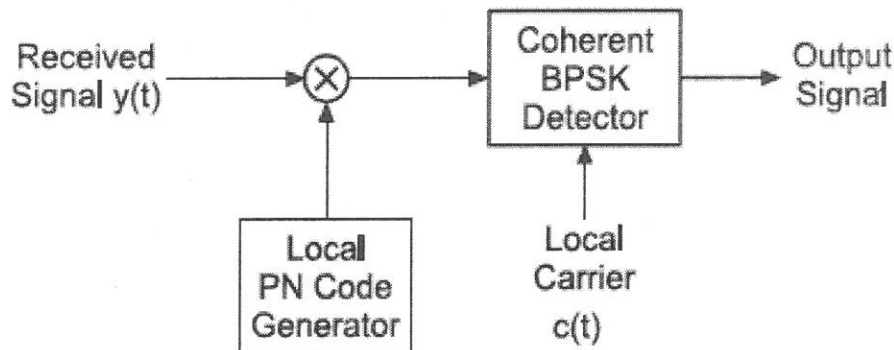 Received
Signal y(t)
Coherent
BPSK
Detector
Output
Signal
Local
PN Code
Generator
Local
Carrier
c(t)